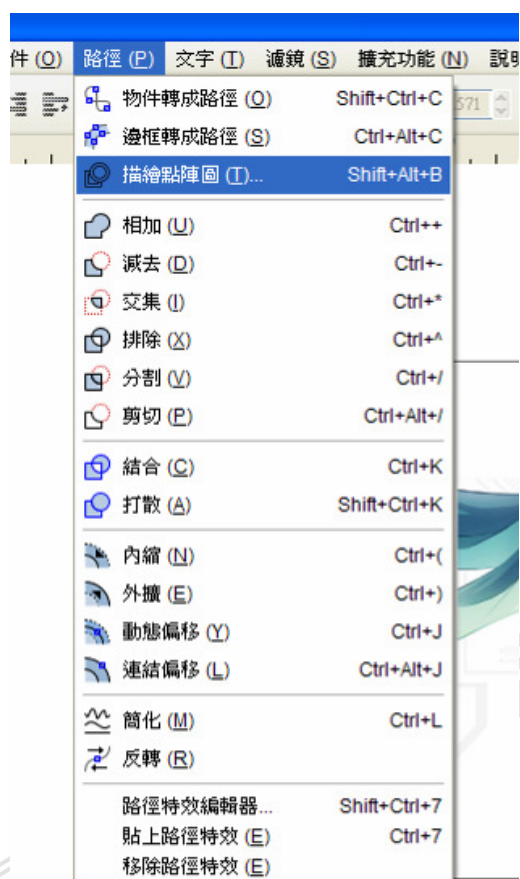 件 (O) 路徑 (P) 文字 (T) 濾鏡 (S) 擴充功能 (N) 說明
571
物件轉成路徑 (O) Shift+Ctrl+C
邊框轉成路徑 (S) Ctrl+Alt+C
描繪點陣圖 (T)... Shift+Alt+B
相加 (U) Ctrl++
減去 (D) Ctrl+-
交集 (I) Ctrl+*
排除 (X) Ctrl+^
分割 (V) Ctrl+/
剪切 (P) Ctrl+Alt+/
結合 (C) Ctrl+K
打散 (A) Shift+Ctrl+K
內縮 (N) Ctrl+(
外擴 (E) Ctrl+)
動態偏移 (Y) Ctrl+J
連結偏移 (L) Ctrl+Alt+J
簡化 (M) Ctrl+L
反轉 (R)
路徑特效編輯器... Shift+Ctrl+7
貼上路徑特效 (E) Ctrl+7
移除路徑特效 (E)